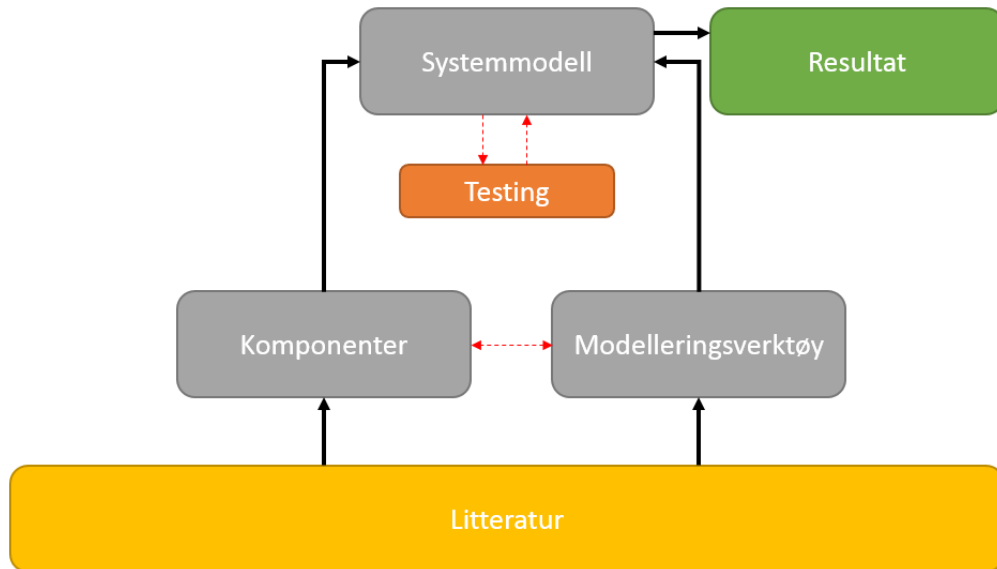 Systemmodell
Resultat
Testing
Komponenter
Modelleringsverktøy
Litteratur